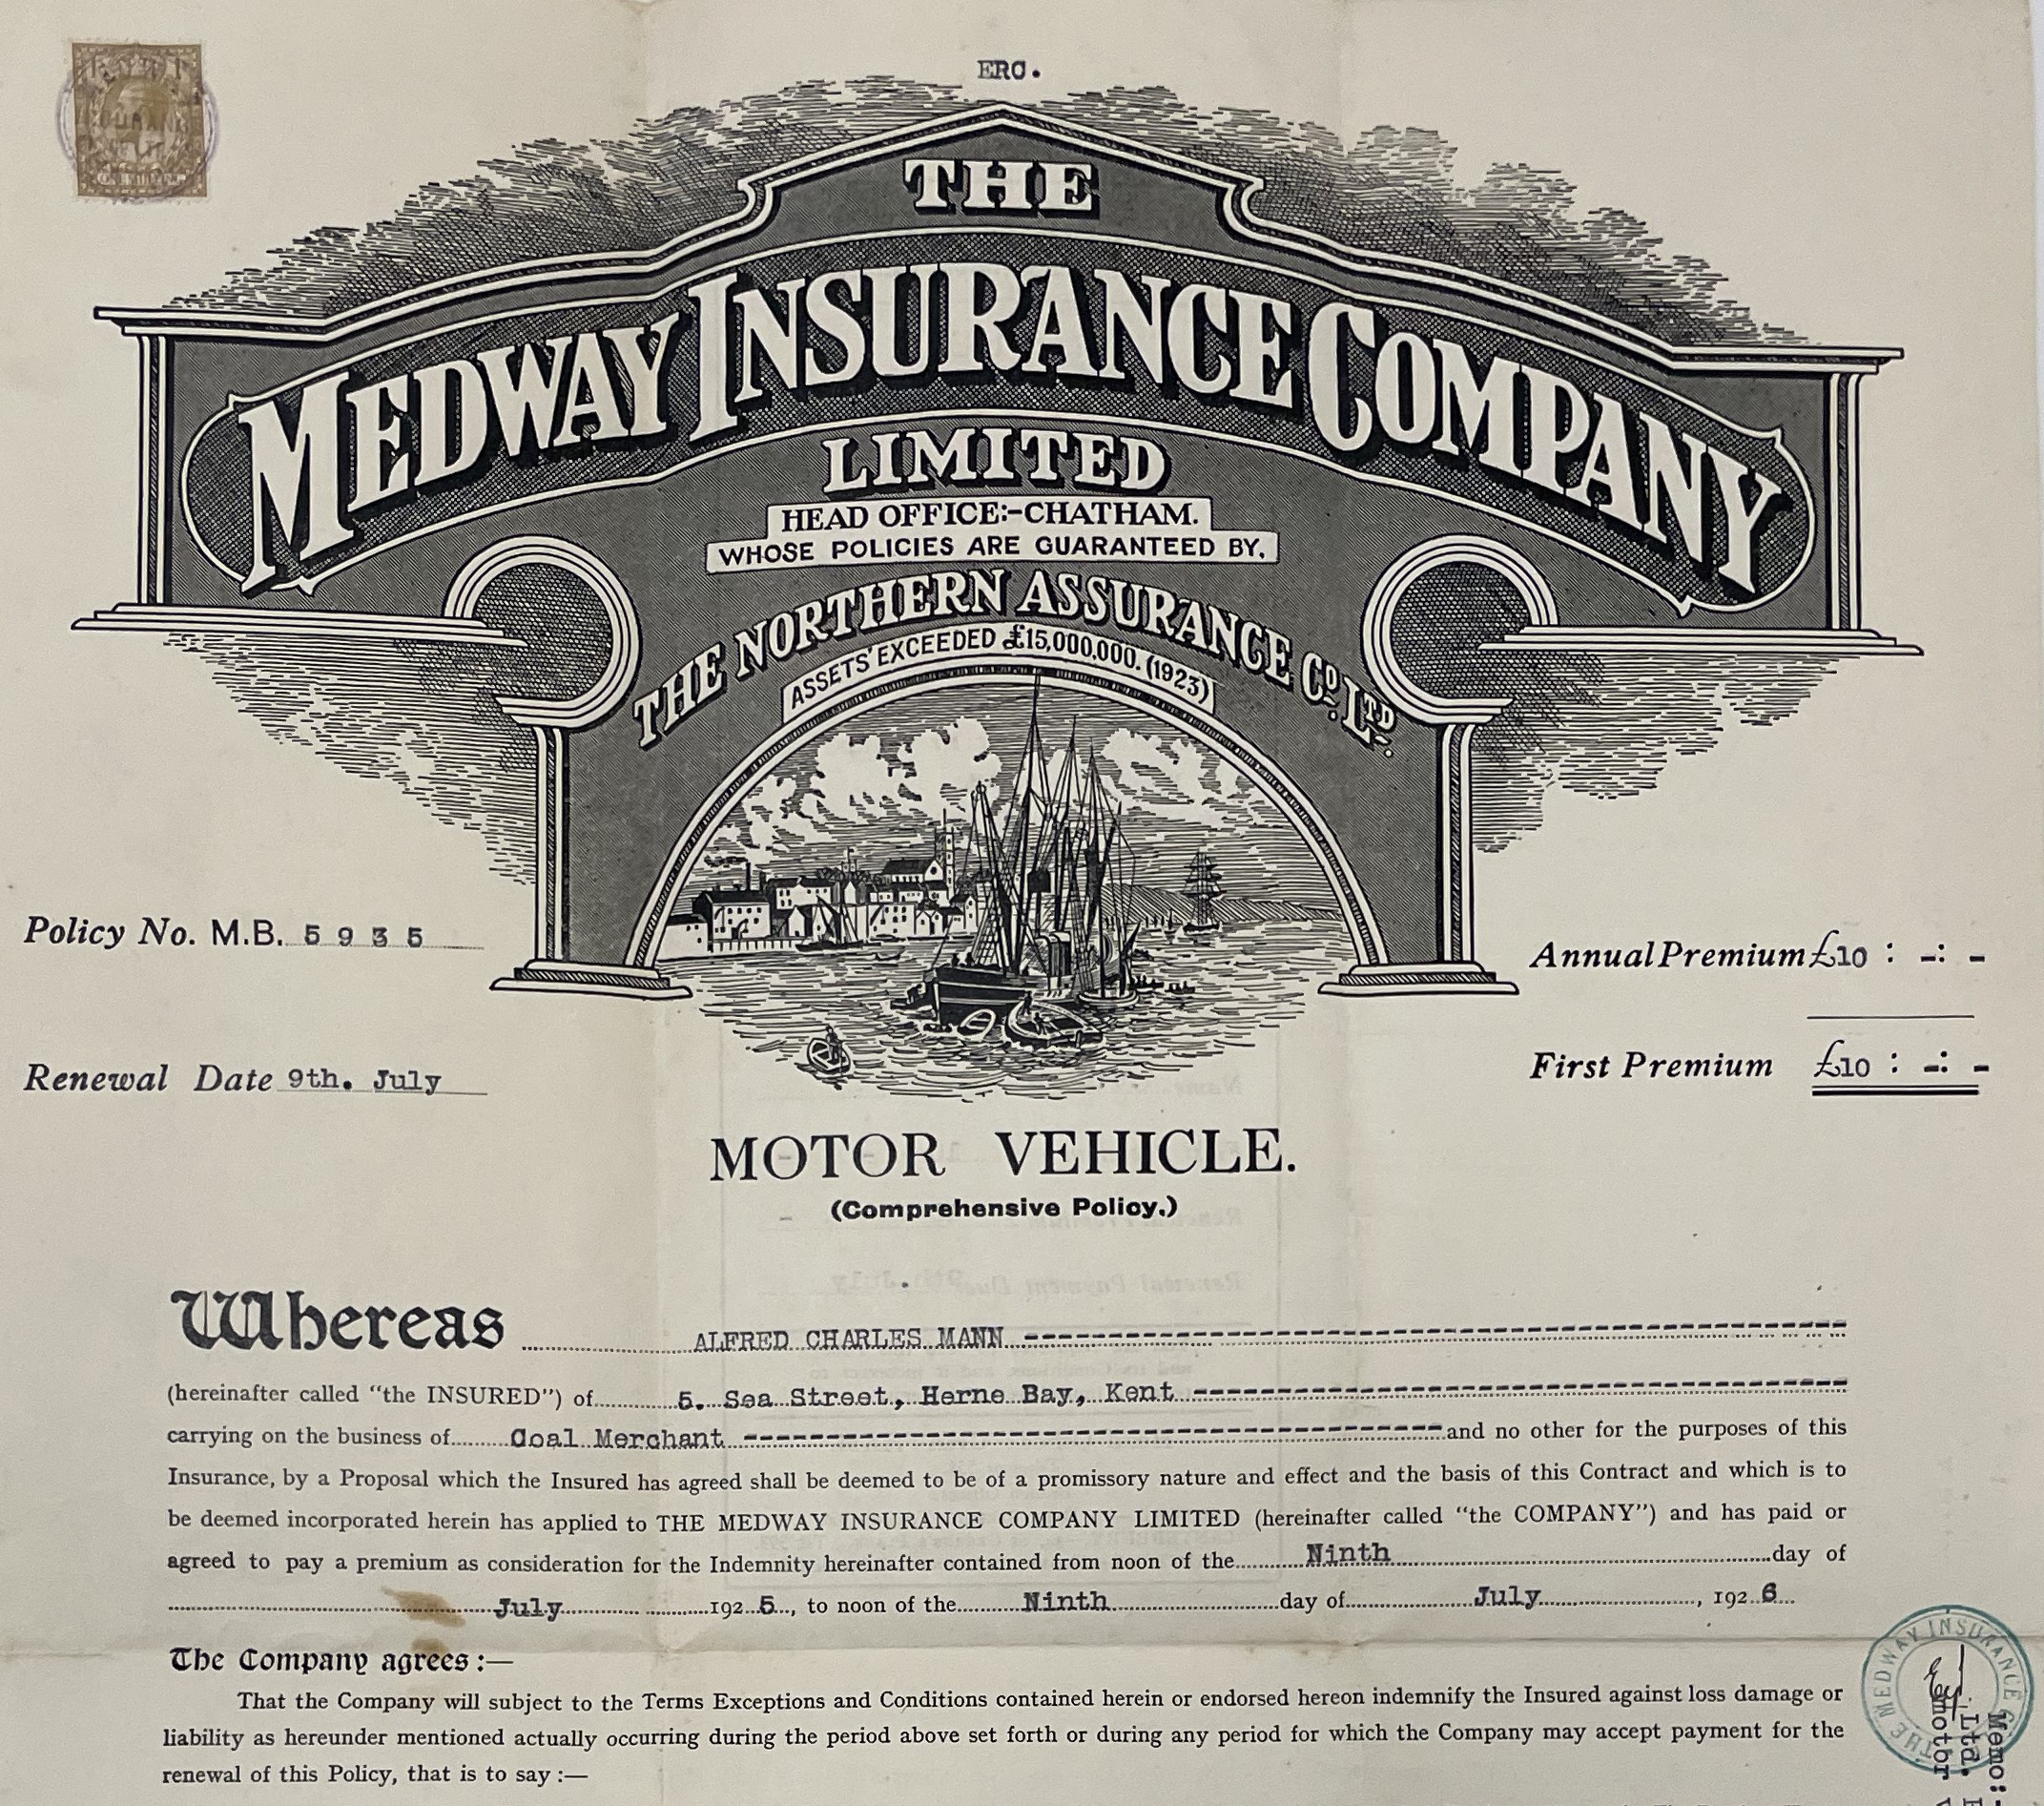 ERC.
THE
MEDWAY INSURANCE COMPANY
LIMITED
HEAD OFFICE:-CHATHAM.
WHOSE POLICIES ARE GUARANTEED BY.
THE NORTHERN ASSURANCE CO. LTD.
ASSETS' EXCEEDED £15,000,000. (1923)
Policy No. M.B. 5935
Annual Premium £10 : -: -
Renewal Date 9th. July
First Premium £10 : -: -
MOTOR VEHICLE.
(Comprehensive Policy.)
Whereas ALFRED CHARLES MANN
(hereinafter called "the INSURED") of 5. Sea Street, Herne Bay, Kent
carrying on the business of Coal Merchant and no other for the purposes of this
Insurance, by a Proposal which the Insured has agreed shall be deemed to be of a promissory nature and effect and the basis of this Contract and which is to
be deemed incorporated herein has applied to THE MEDWAY INSURANCE COMPANY LIMITED (hereinafter called "the COMPANY") and has paid or
agreed to pay a premium as consideration for the Indemnity hereinafter contained from noon of the Ninth day of
July 1925, to noon of the Ninth day of July, 1926
The Company agrees :—
That the Company will subject to the Terms Exceptions and Conditions contained herein or endorsed hereon indemnify the Insured against loss damage or
liability as hereunder mentioned actually occurring during the period above set forth or during any period for which the Company may accept payment for the
renewal of this Policy, that is to say :—
THE MEDWAY INSURANCE
Memo:-
Ltd.
motor